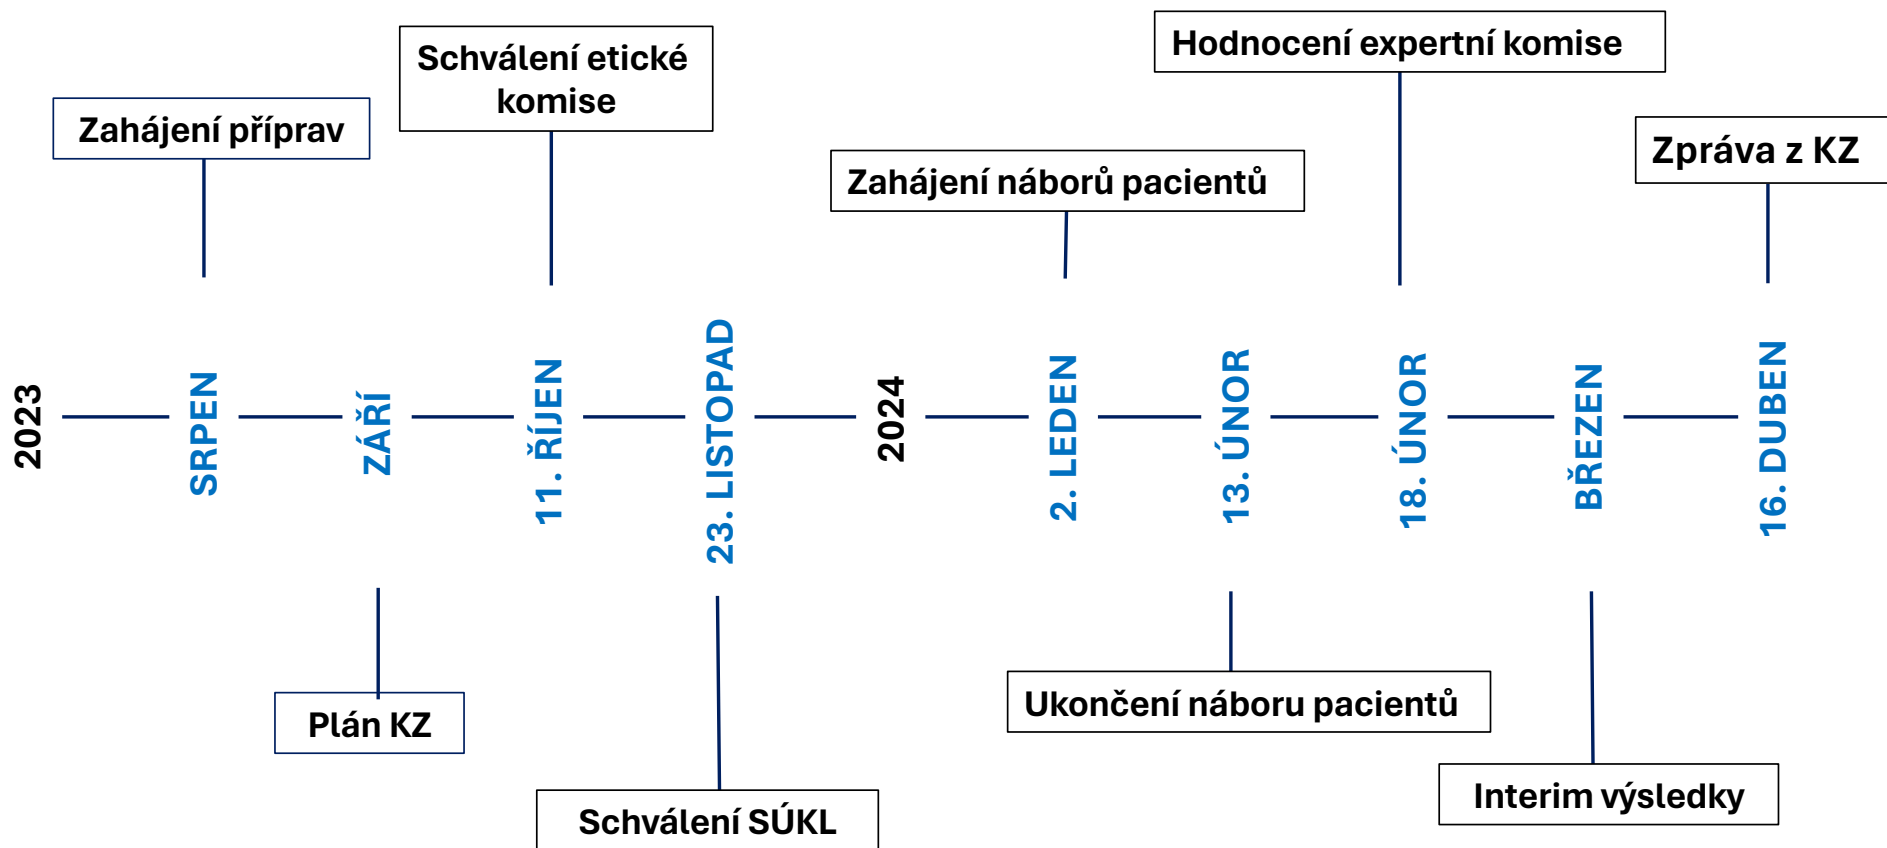 Hodnocení expertní komise
Schválení etické
komise
Zahájení příprav
Zpráva z KZ
Zahájení náborů pacientů
2023
SRPEN
ZÁŘÍ
11. ŘÍJEN
23. LISTOPAD
2024
2. LEDEN
13. ÚNOR
18. ÚNOR
BŘEZEN
16. DUBEN
Plán KZ
Ukončení náboru pacientů
Interim výsledky
Schválení SÚKL